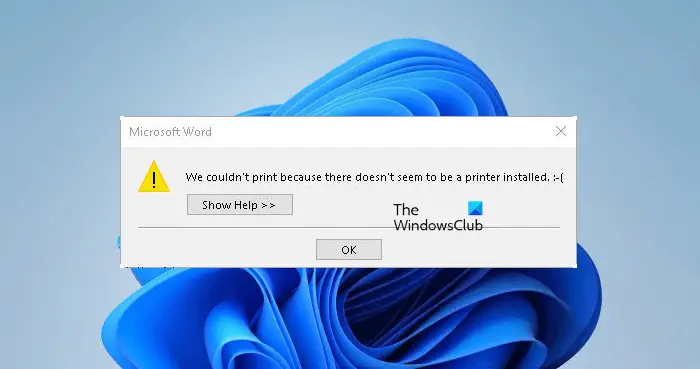 Microsoft Word
We couldn't print because there doesn't seem to be a printer installed. :-(
Show Help >>
The
WindowsClub
OK